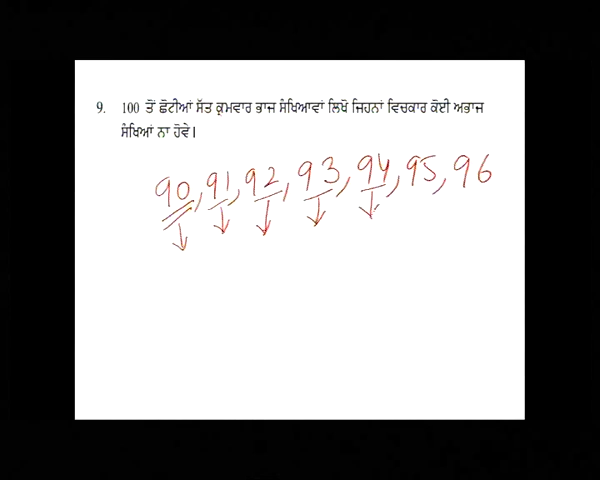 9. 100 ਤੋਂ ਛੋਟੀਆਂ ਸੱਤ ਕ੍ਰਮਵਾਰ ਭਾਜ ਸੰਖਿਆਵਾਂ ਲਿਖੋ ਜਿਹਨਾਂ ਵਿਚਕਾਰ ਕੋਈ ਅਭਾਜ
ਸੰਖਿਆਂ ਨਾ ਹੋਵੇ।
90, 91, 92, 93, 94, 95, 96